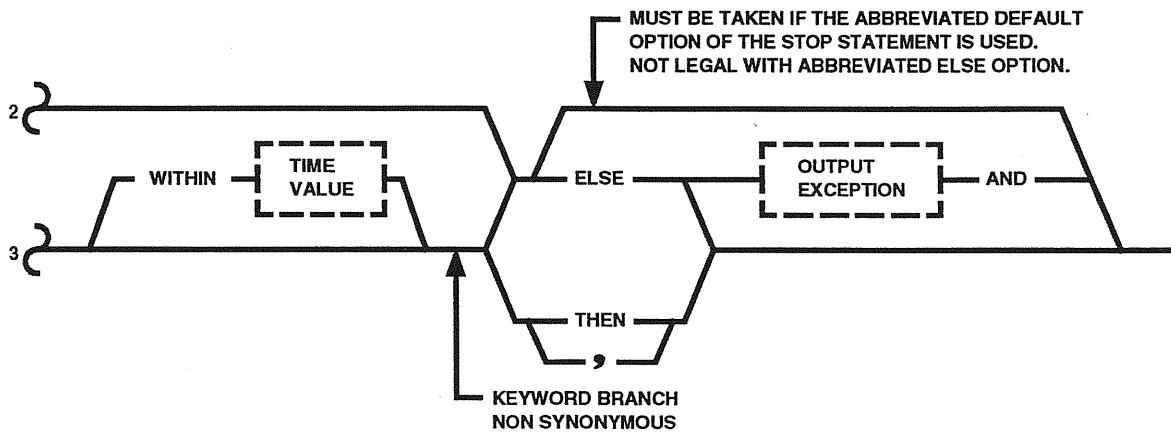 MUST BE TAKEN IF THE ABBREVIATED DEFAULT
OPTION OF THE STOP STATEMENT IS USED.
NOT LEGAL WITH ABBREVIATED ELSE OPTION.
2
WITHIN
TIME
VALUE
ELSE
OUTPUT
EXCEPTION
AND
3
THEN
,
KEYWORD BRANCH
NON SYNONYMOUS